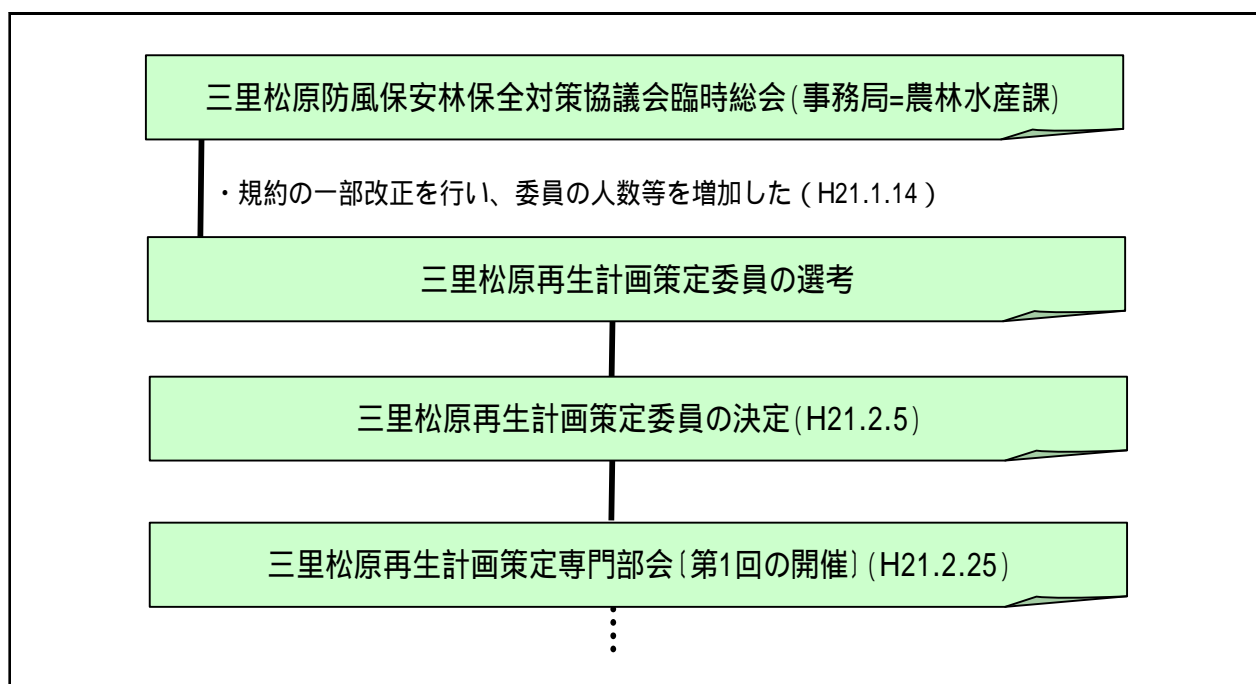 三里松原防風保安林保全対策協議会臨時総会(事務局=農林水産課)
・規約の一部改正を行い、委員の人数等を増加した（H21.1.14）
三里松原再生計画策定委員の選考
三里松原再生計画策定委員の決定(H21.2.5)
三里松原再生計画策定専門部会〔第1回の開催〕(H21.2.25)